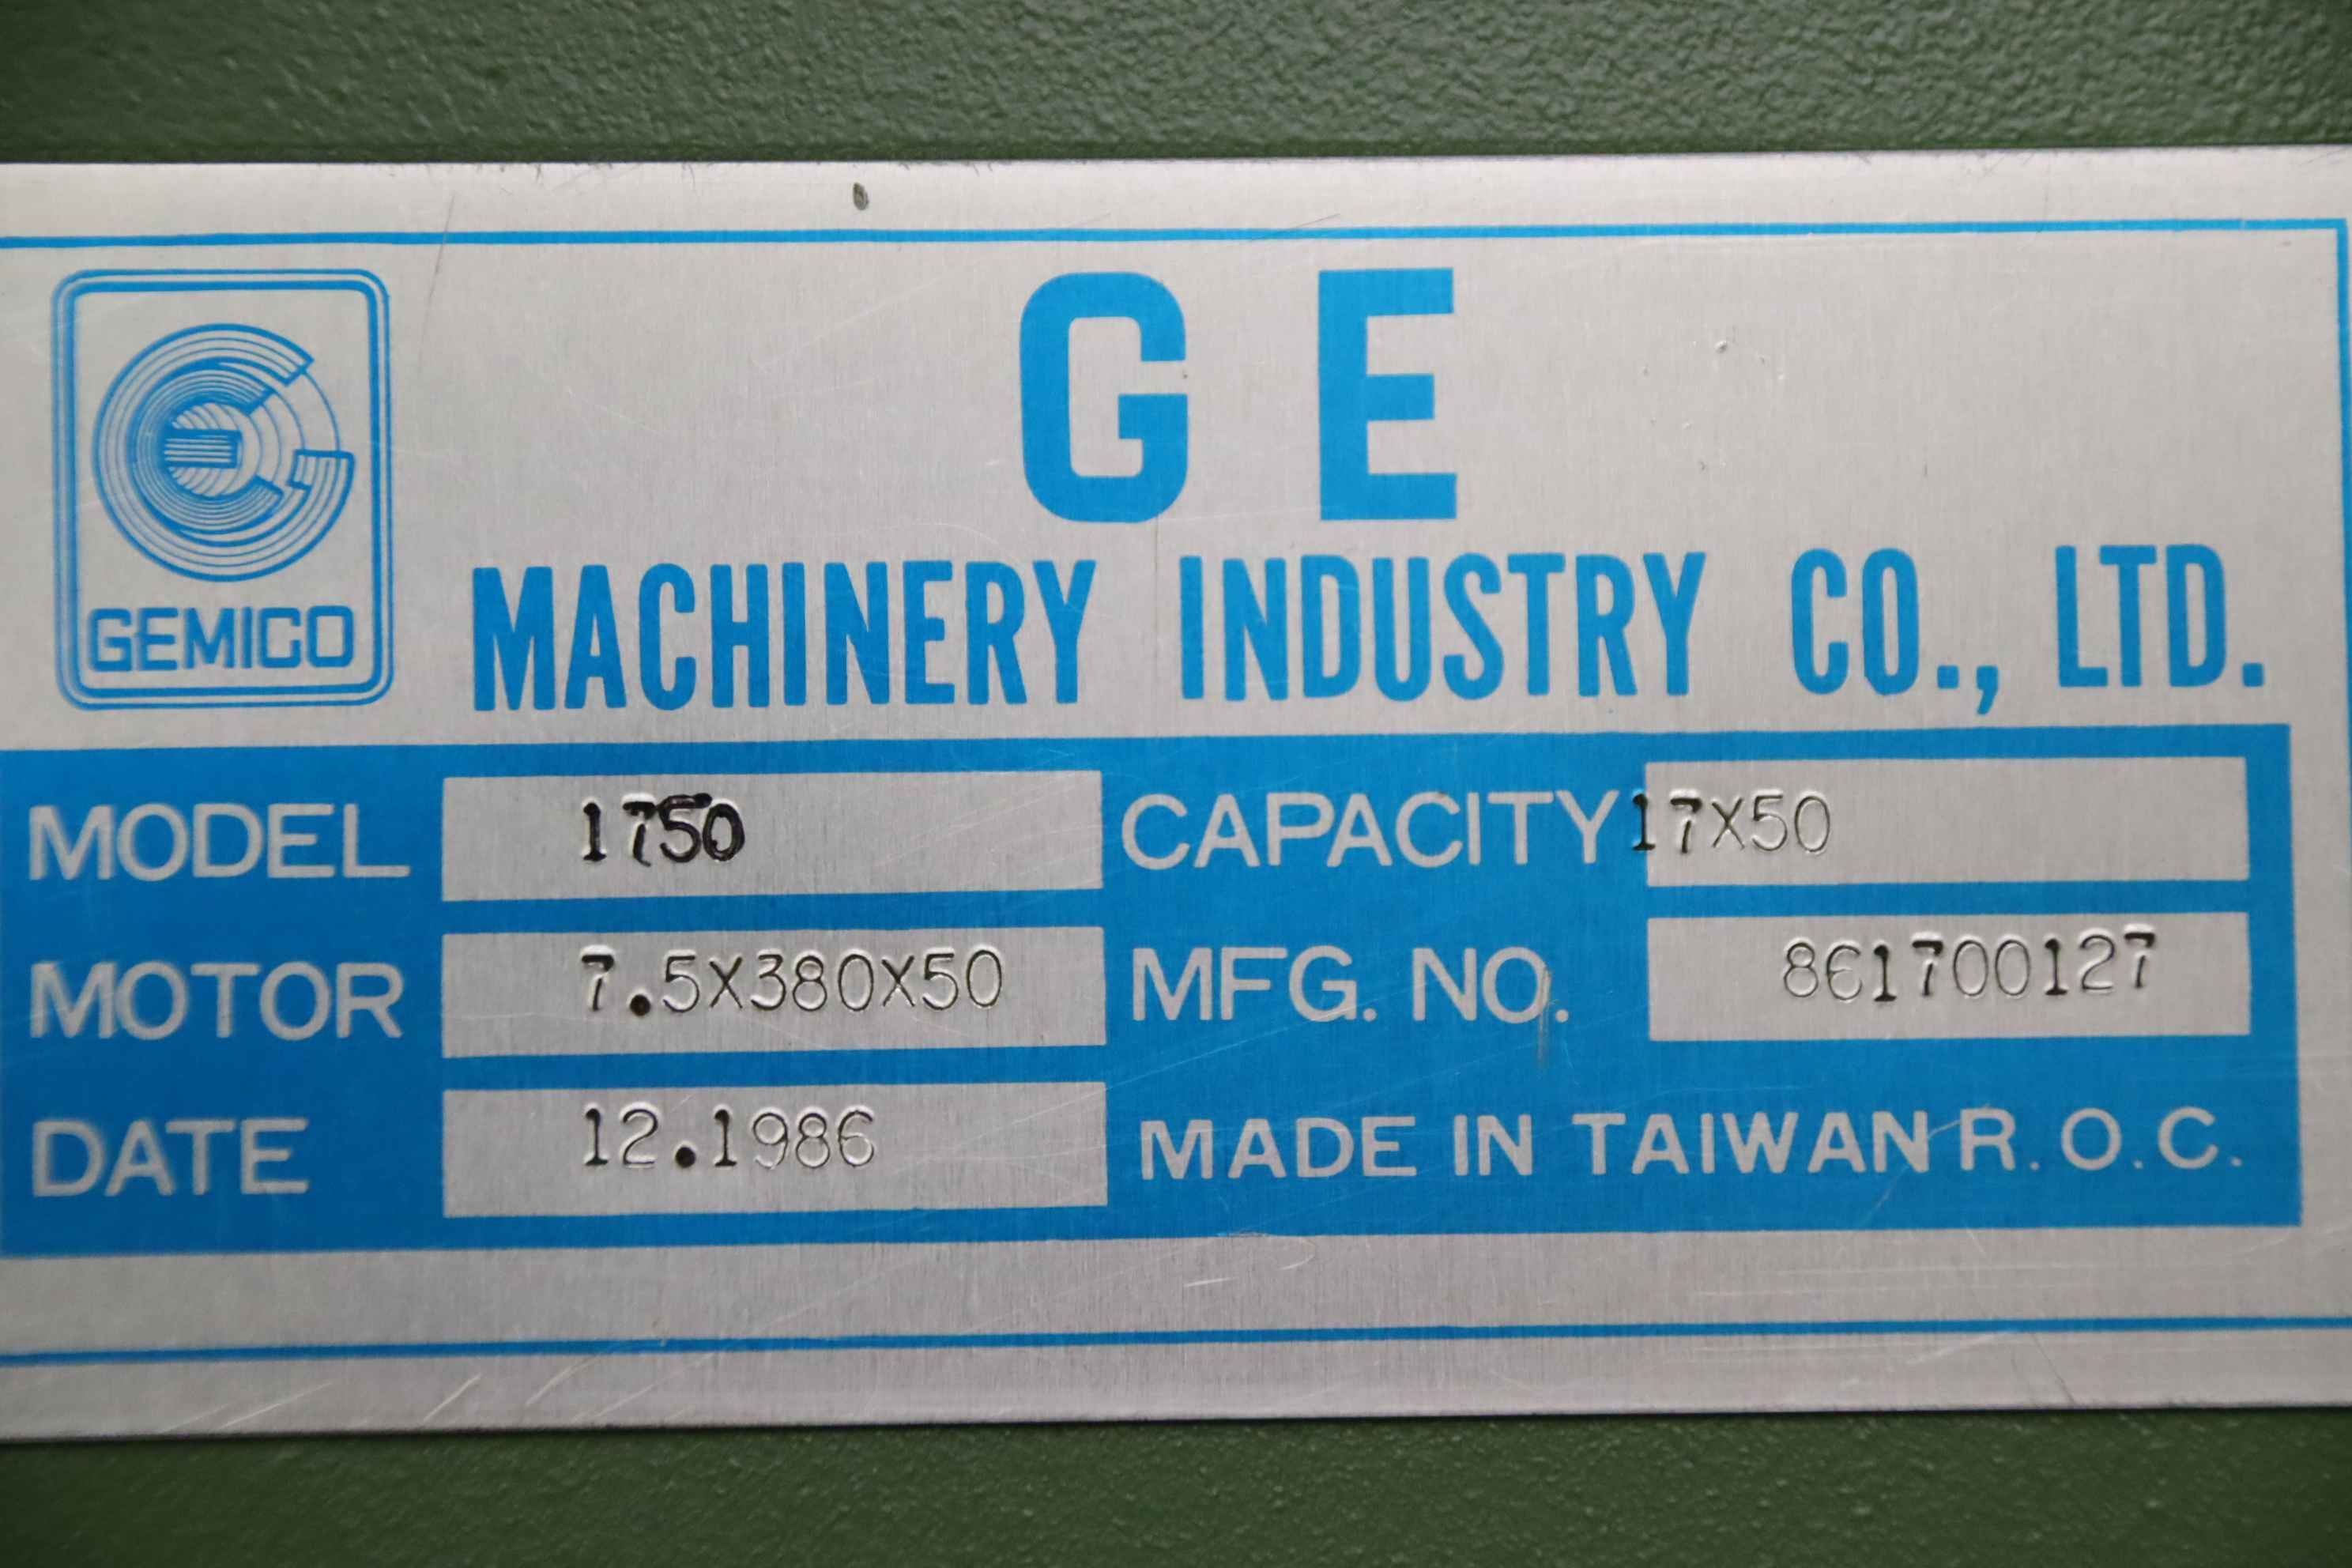 G E
GEMICO
MACHINERY INDUSTRY CO., LTD.
MODEL 1750 CAPACITY 17X50
MOTOR 7.5X380X50 MFG. NO. 861700127
DATE 12.1986 MADE IN TAIWAN R.O.C.